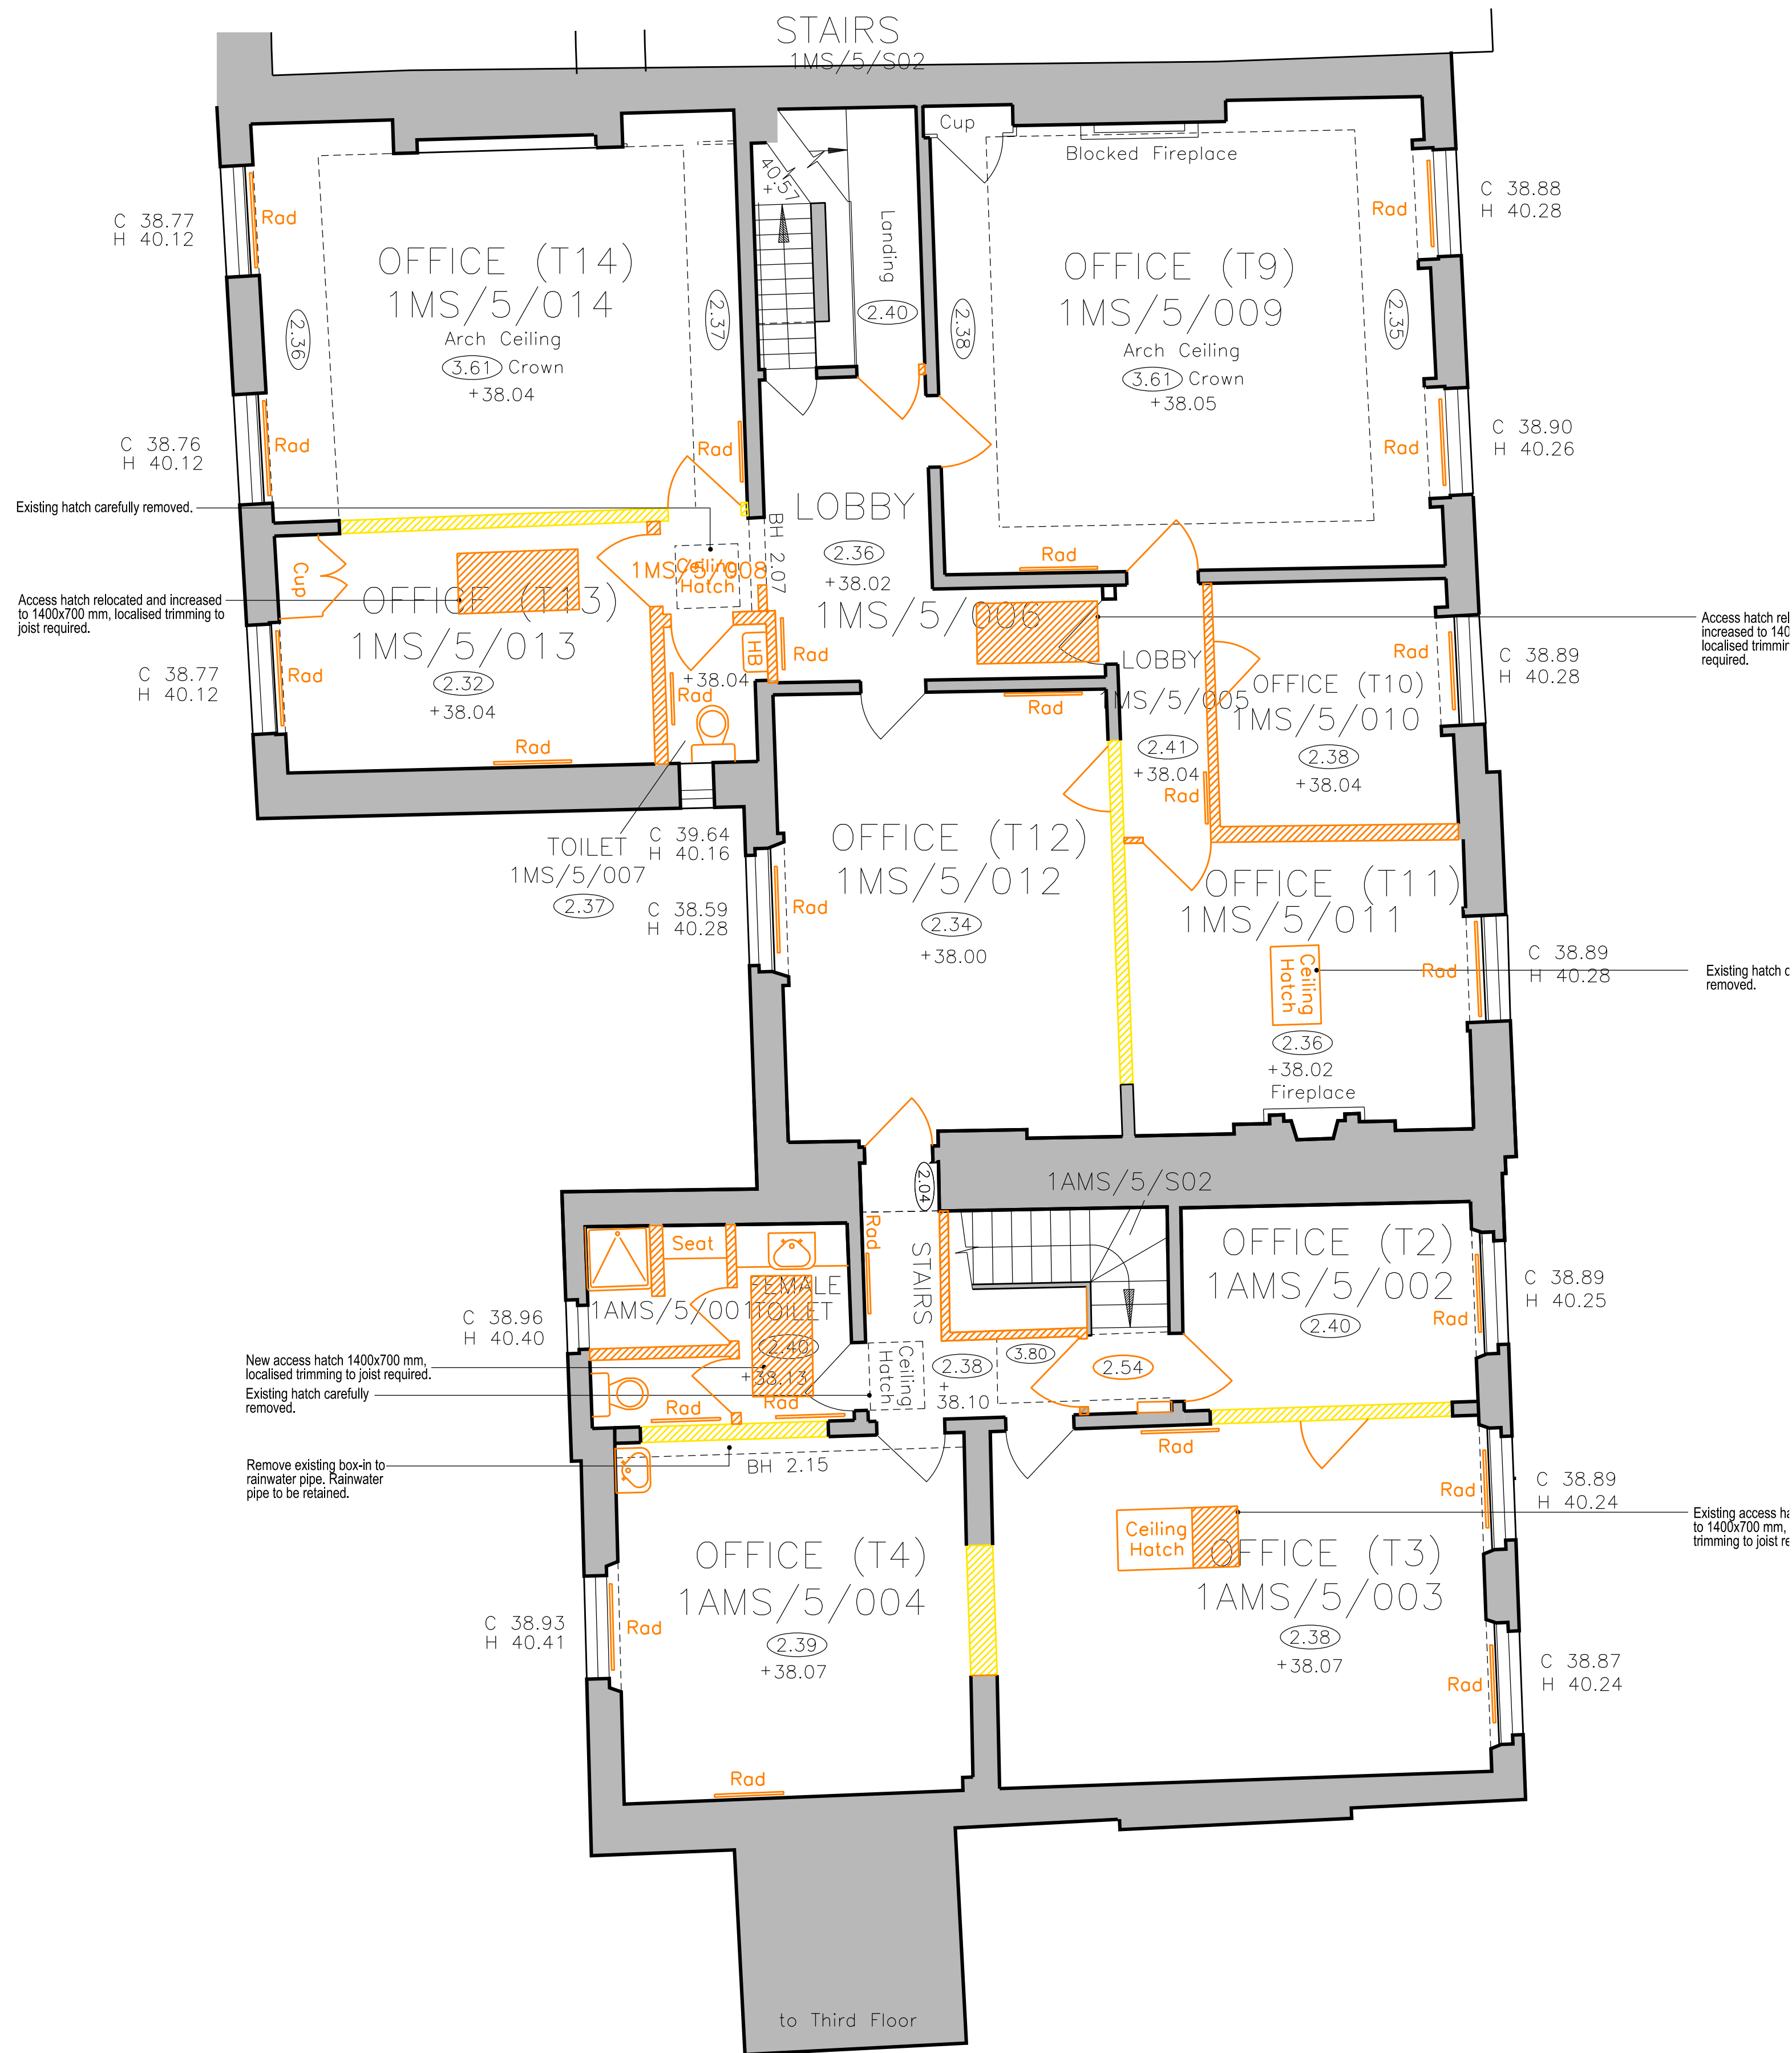 STAIRS
1MS/5/S02
Cup
Blocked Fireplace
40.57
+
Landing
2.40
C 38.77
H 40.12
Rad
OFFICE (T14)
1MS/5/014
Arch Ceiling
3.61 Crown
+38.04
2.36
2.37
OFFICE (T9)
1MS/5/009
Arch Ceiling
3.61 Crown
+38.05
2.38
2.35
Rad
C 38.88
H 40.28
C 38.76
H 40.12
Rad
Rad
Rad
C 38.90
H 40.26
Existing hatch carefully removed.
LOBBY
2.36
+38.02
1MS/5/006
BH 2.07
Rad
Ceiling
Hatch
1MS/5/008
Cup
OFFICE (T13)
1MS/5/013
2.32
+38.04
Access hatch relocated and increased
to 1400x700 mm, localised trimming to
joist required.
Access hatch rel
increased to 140
localised trimmin
required.
C 38.77
H 40.12
Rad
Rad
HB
+38.04
Rad
Rad
Rad
LOBBY
1MS/5/005
2.41
+38.04
Rad
OFFICE (T10)
1MS/5/010
2.38
+38.04
Rad
C 38.89
H 40.28
TOILET
1MS/5/007
2.37
C 39.64
H 40.16
C 38.59
H 40.28
Rad
OFFICE (T12)
1MS/5/012
2.34
+38.00
OFFICE (T11)
1MS/5/011
Ceiling
Hatch
2.36
+38.02
Fireplace
Rad
C 38.89
H 40.28
Existing hatch c
removed.
2.04
1AMS/5/S02
Rad
STAIRS
Seat
FEMALE
1AMS/5/001
TOILET
2.40
+38.13
Rad
Rad
C 38.96
H 40.40
Ceiling
Hatch
2.38
+
38.10
3.80
2.54
OFFICE (T2)
1AMS/5/002
2.40
Rad
C 38.89
H 40.25
New access hatch 1400x700 mm,
localised trimming to joist required.
Existing hatch carefully
removed.
Remove existing box-in to
rainwater pipe. Rainwater
pipe to be retained.
BH 2.15
Rad
Rad
C 38.89
H 40.24
Existing access ha
to 1400x700 mm,
trimming to joist re
OFFICE (T4)
1AMS/5/004
2.39
+38.07
Rad
C 38.93
H 40.41
Ceiling
Hatch
OFFICE (T3)
1AMS/5/003
2.38
+38.07
Rad
C 38.87
H 40.24
Rad
to Third Floor